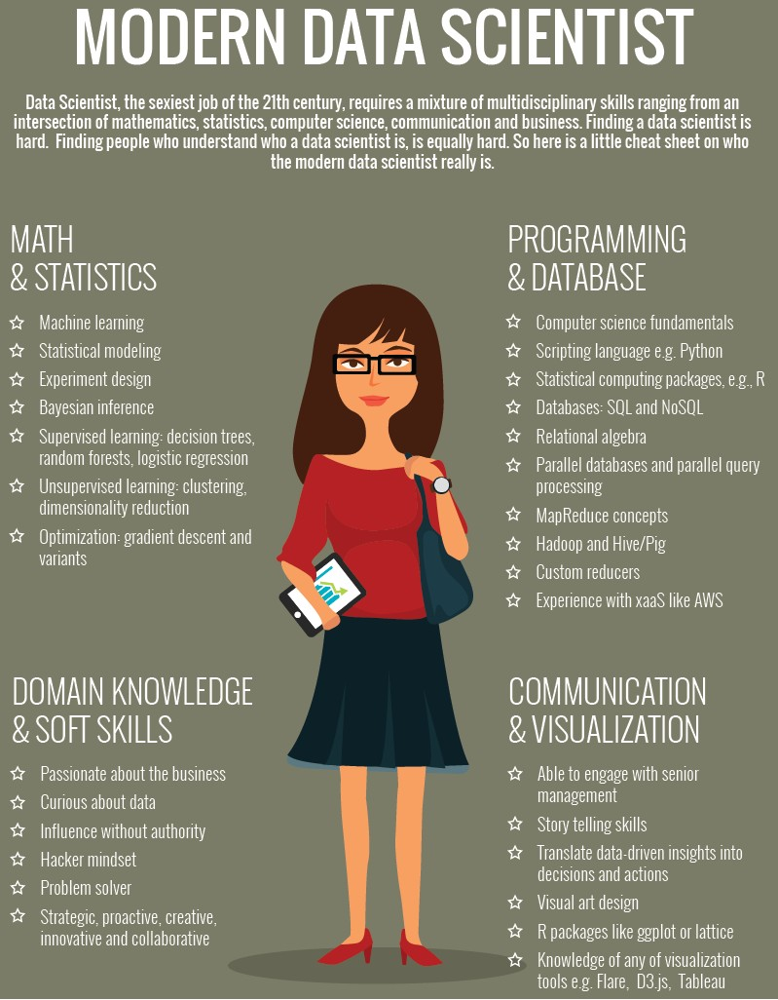 MODERN DATA SCIENTIST
Data Scientist, the sexiest job of the 21th century, requires a mixture of multidisciplinary skills ranging from an
intersection of mathematics, statistics, computer science, communication and business. Finding a data scientist is
hard. Finding people who understand who a data scientist is, is equally hard. So here is a little cheat sheet on who
the modern data scientist really is.
MATH
& STATISTICS
Machine learning
Statistical modeling
Experiment design
Bayesian inference
Supervised learning: decision trees,
random forests, logistic regression
Unsupervised learning: clustering,
dimensionality reduction
Optimization: gradient descent and
variants
PROGRAMMING
& DATABASE
Computer science fundamentals
Scripting language e.g. Python
Statistical computing packages, e.g., R
Databases: SQL and NoSQL
Relational algebra
Parallel databases and parallel query
processing
MapReduce concepts
Hadoop and Hive/Pig
Custom reducers
Experience with xaaS like AWS
DOMAIN KNOWLEDGE
& SOFT SKILLS
Passionate about the business
Curious about data
Influence without authority
Hacker mindset
Problem solver
Strategic, proactive, creative,
innovative and collaborative
COMMUNICATION
& VISUALIZATION
Able to engage with senior
management
Story telling skills
Translate data-driven insights into
decisions and actions
Visual art design
R packages like ggplot or lattice
Knowledge of any of visualization
tools e.g. Flare, D3.js, Tableau